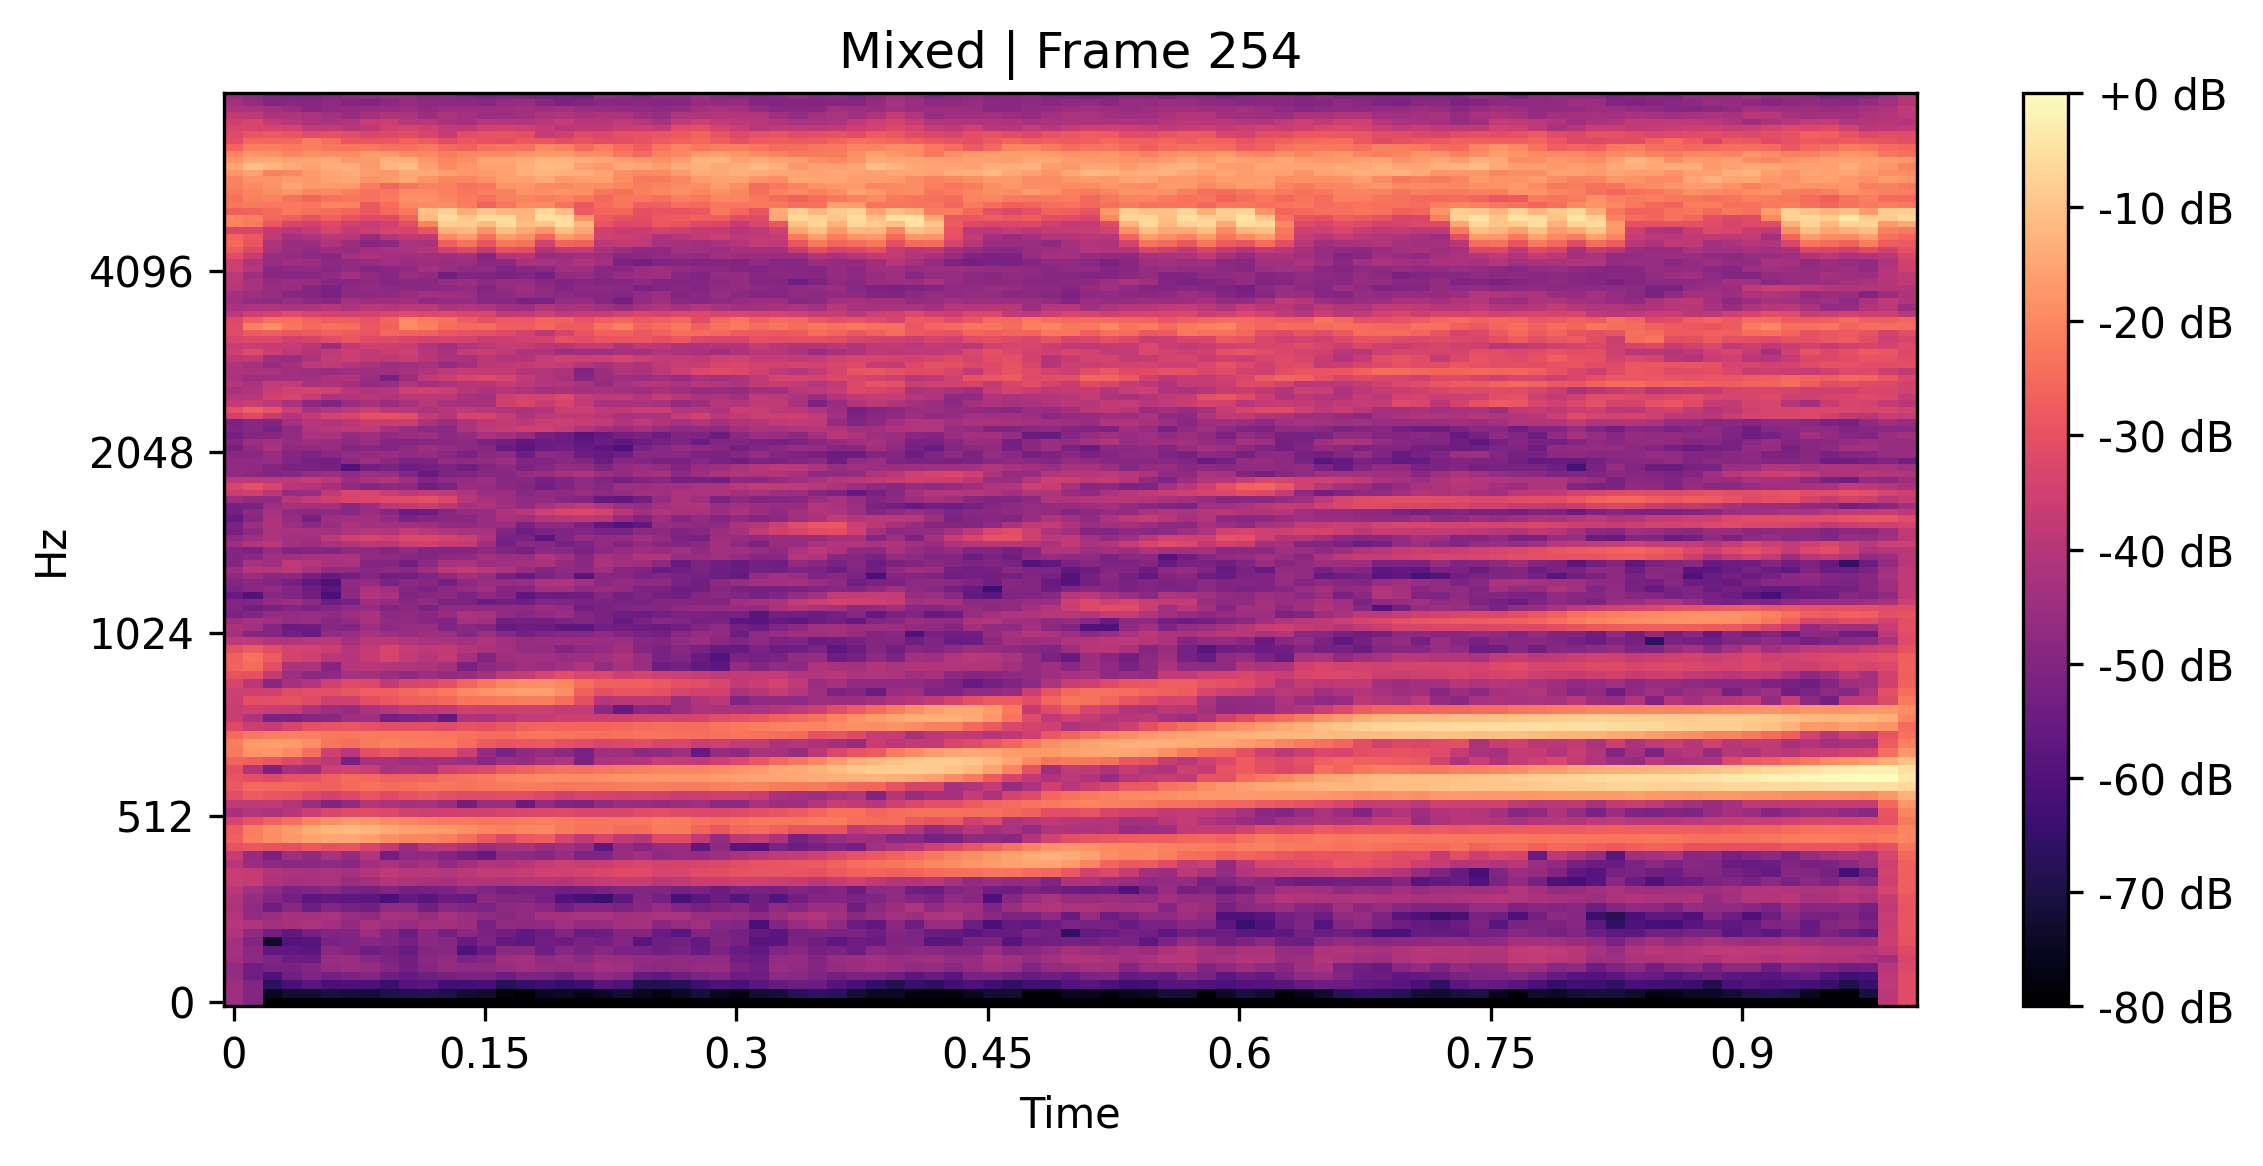 Mixed | Frame 254
+0 dB
-10 dB
-20 dB
-30 dB
-40 dB
-50 dB
-60 dB
-70 dB
-80 dB
4096
2048
1024
512
0
Hz
0 0.15 0.3 0.45 0.6 0.75 0.9
Time